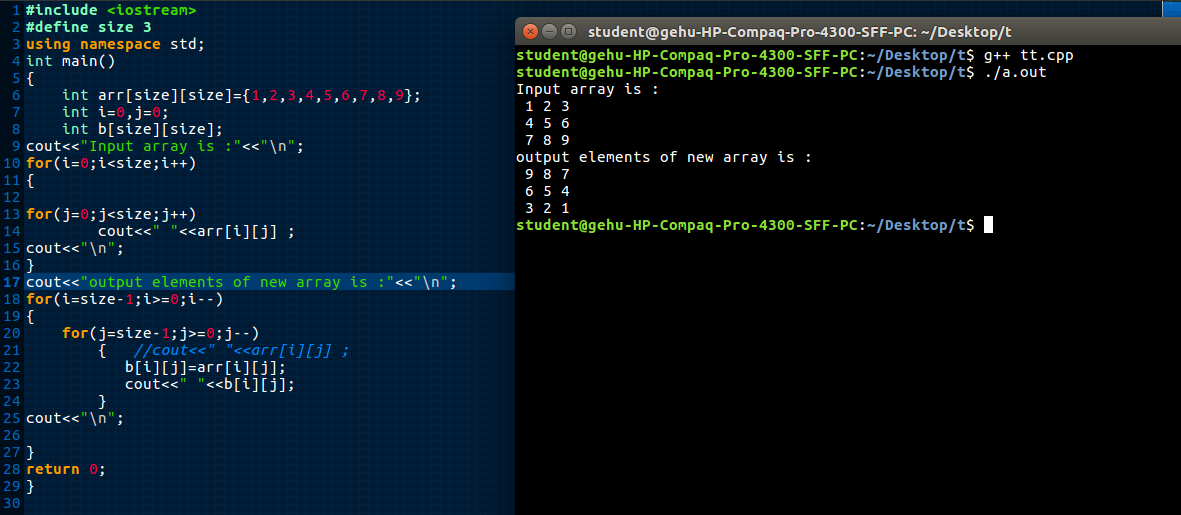 1 #include <iostream>
2 #define size 3
3 using namespace std;
4 int main()
5 {
6     int arr[size][size]={1,2,3,4,5,6,7,8,9};
7     int i=0,j=0;
8     int b[size][size];
9 cout<<"Input array is :"<<"\n";
10 for(i=0;i<size;i++)
11 {
12
13 for(j=0;j<size;j++)
14         cout<<" "<<arr[i][j] ;
15 cout<<"\n";
16 }
17 cout<<"output elements of new array is :"<<"\n";
18 for(i=size-1;i>=0;i--)
19 {
20     for(j=size-1;j>=0;j--)
21         {   //cout<<" "<<arr[i][j] ;
22            b[i][j]=arr[i][j];
23            cout<<" "<<b[i][j];
24         }
25 cout<<"\n";
26
27 }
28 return 0;
29 }
30
student@gehu-HP-Compaq-Pro-4300-SFF-PC: ~/Desktop/t
student@gehu-HP-Compaq-Pro-4300-SFF-PC:~/Desktop/t$ g++ tt.cpp
student@gehu-HP-Compaq-Pro-4300-SFF-PC:~/Desktop/t$ ./a.out
Input array is :
 1 2 3
 4 5 6
 7 8 9
output elements of new array is :
 9 8 7
 6 5 4
 3 2 1
student@gehu-HP-Compaq-Pro-4300-SFF-PC:~/Desktop/t$